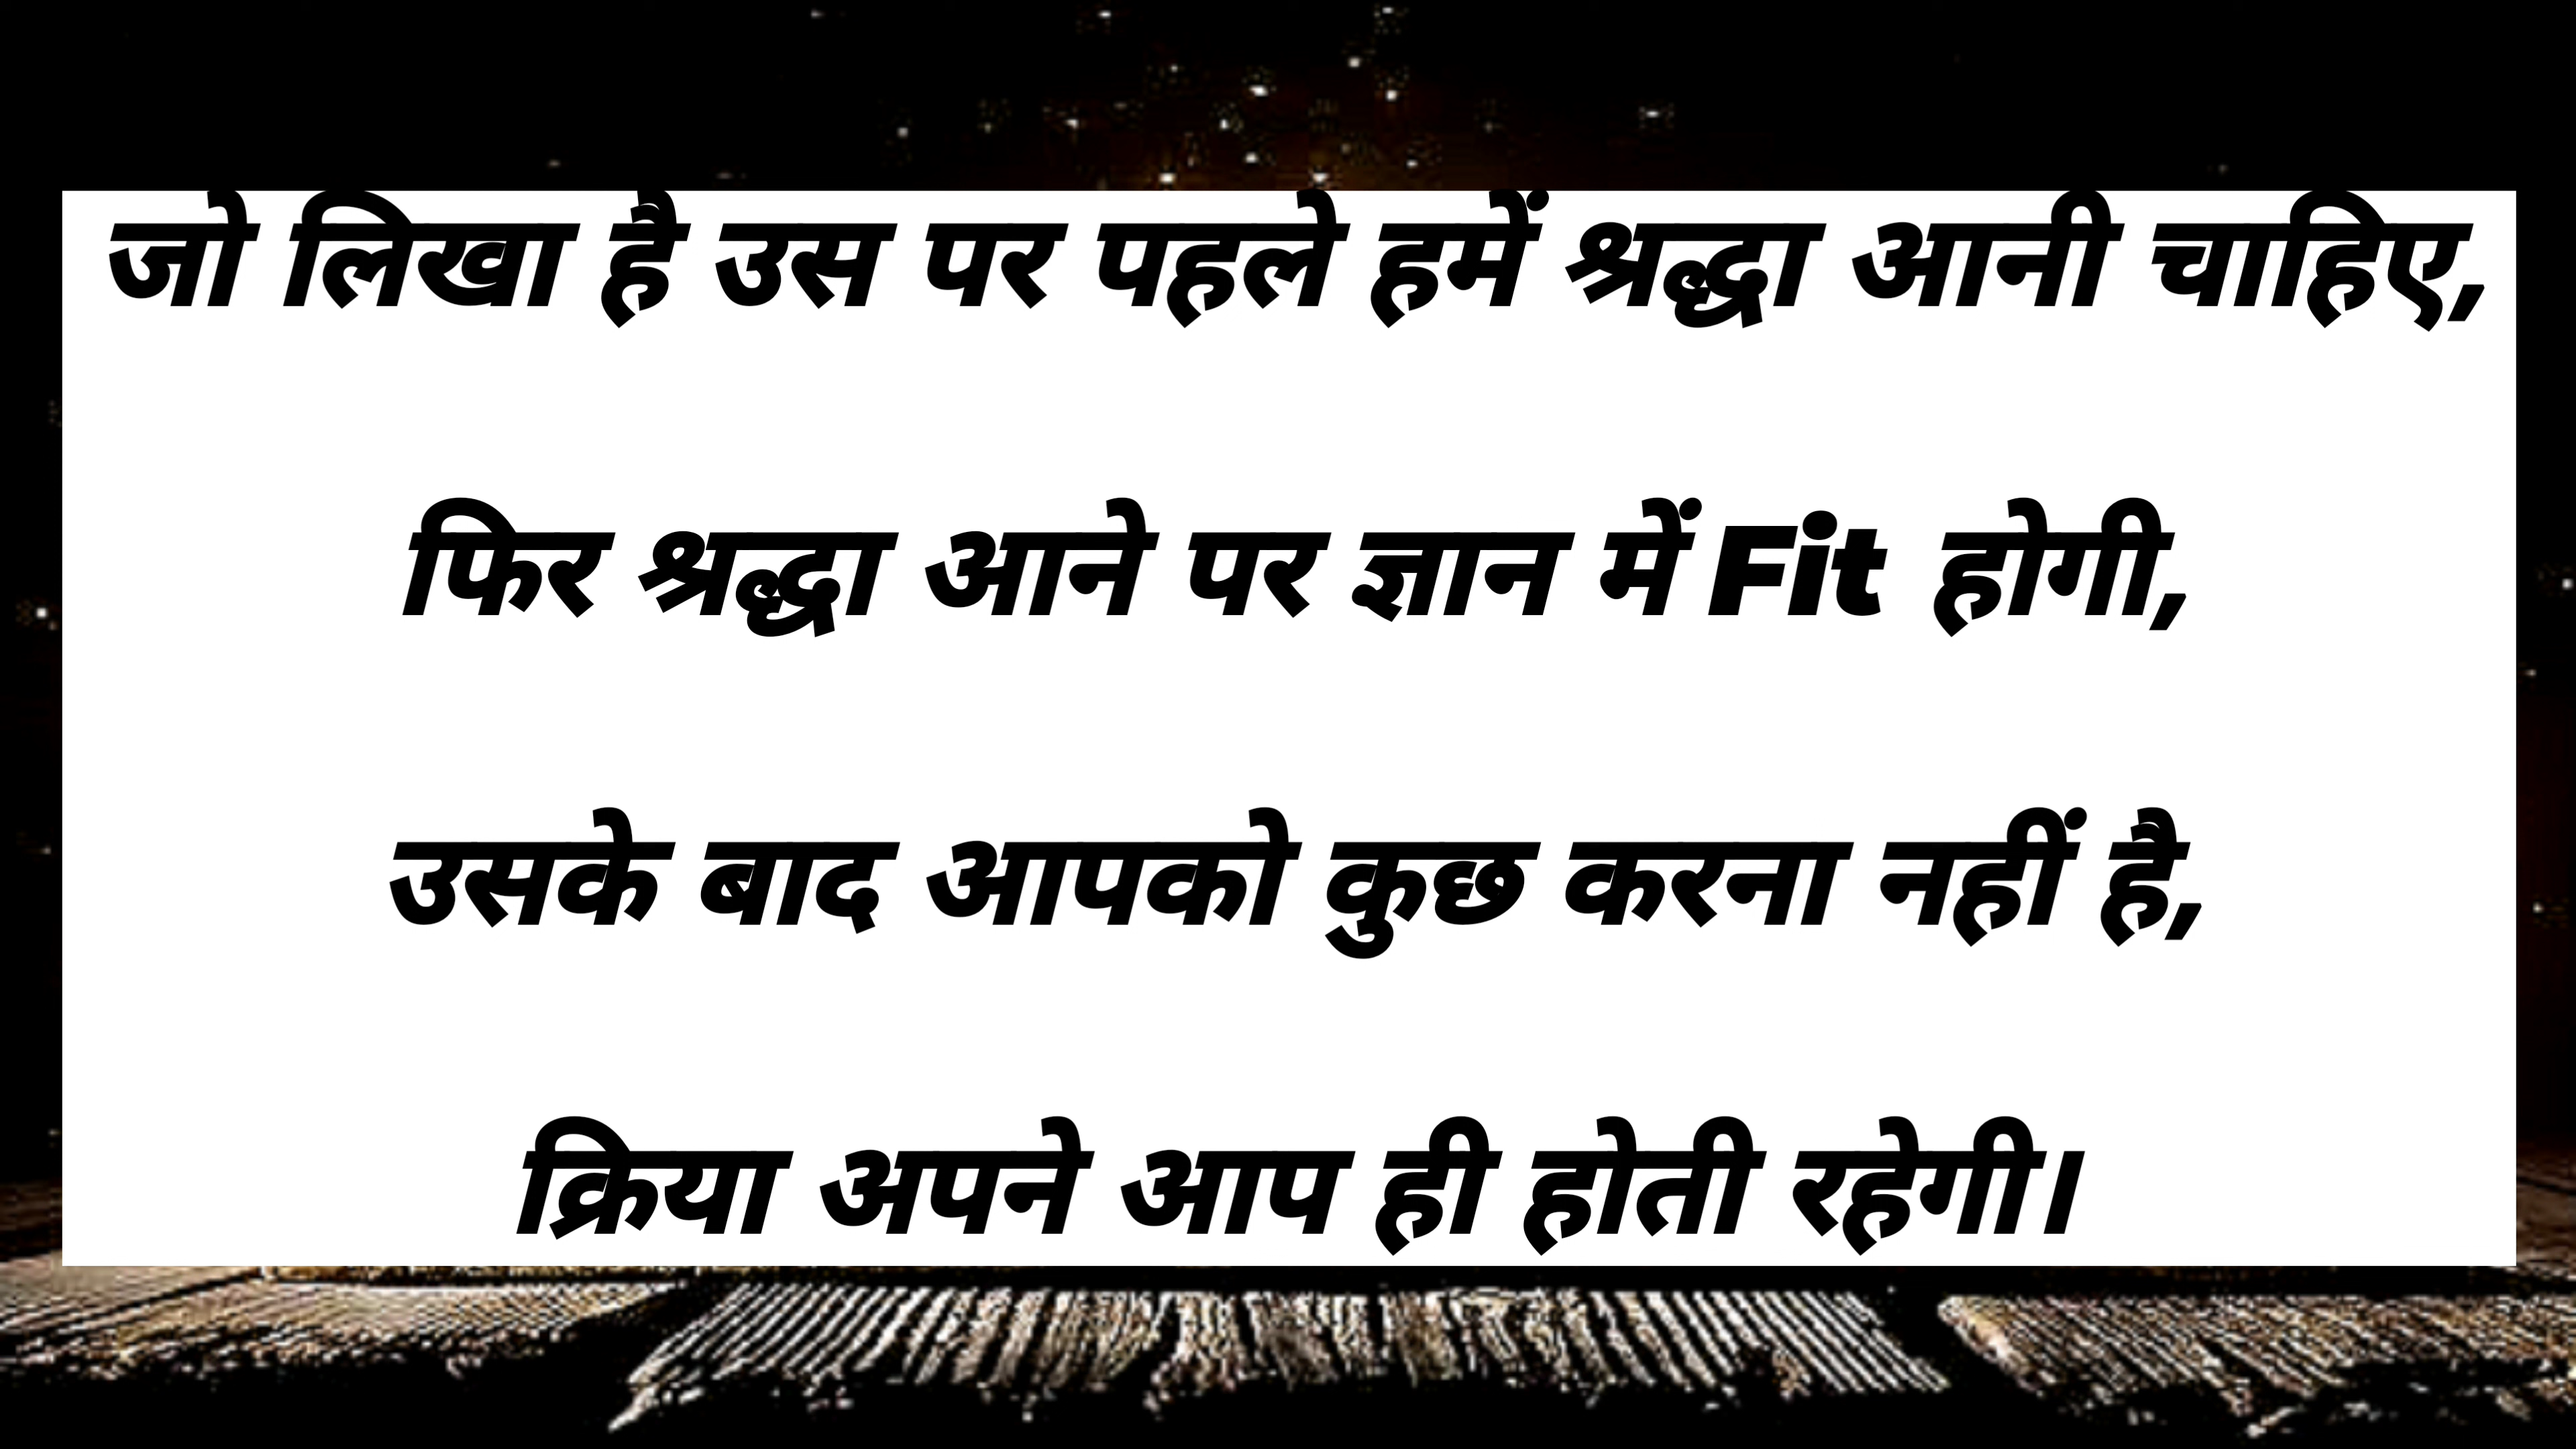 जो लिखा है उस पर पहले हमें श्रद्धा आनी चाहिए,
फिर श्रद्धा आने पर ज्ञान में Fit होगी,
उसके बाद आपको कुछ करना नहीं है,
क्रिया अपने आप ही होती रहेगी।